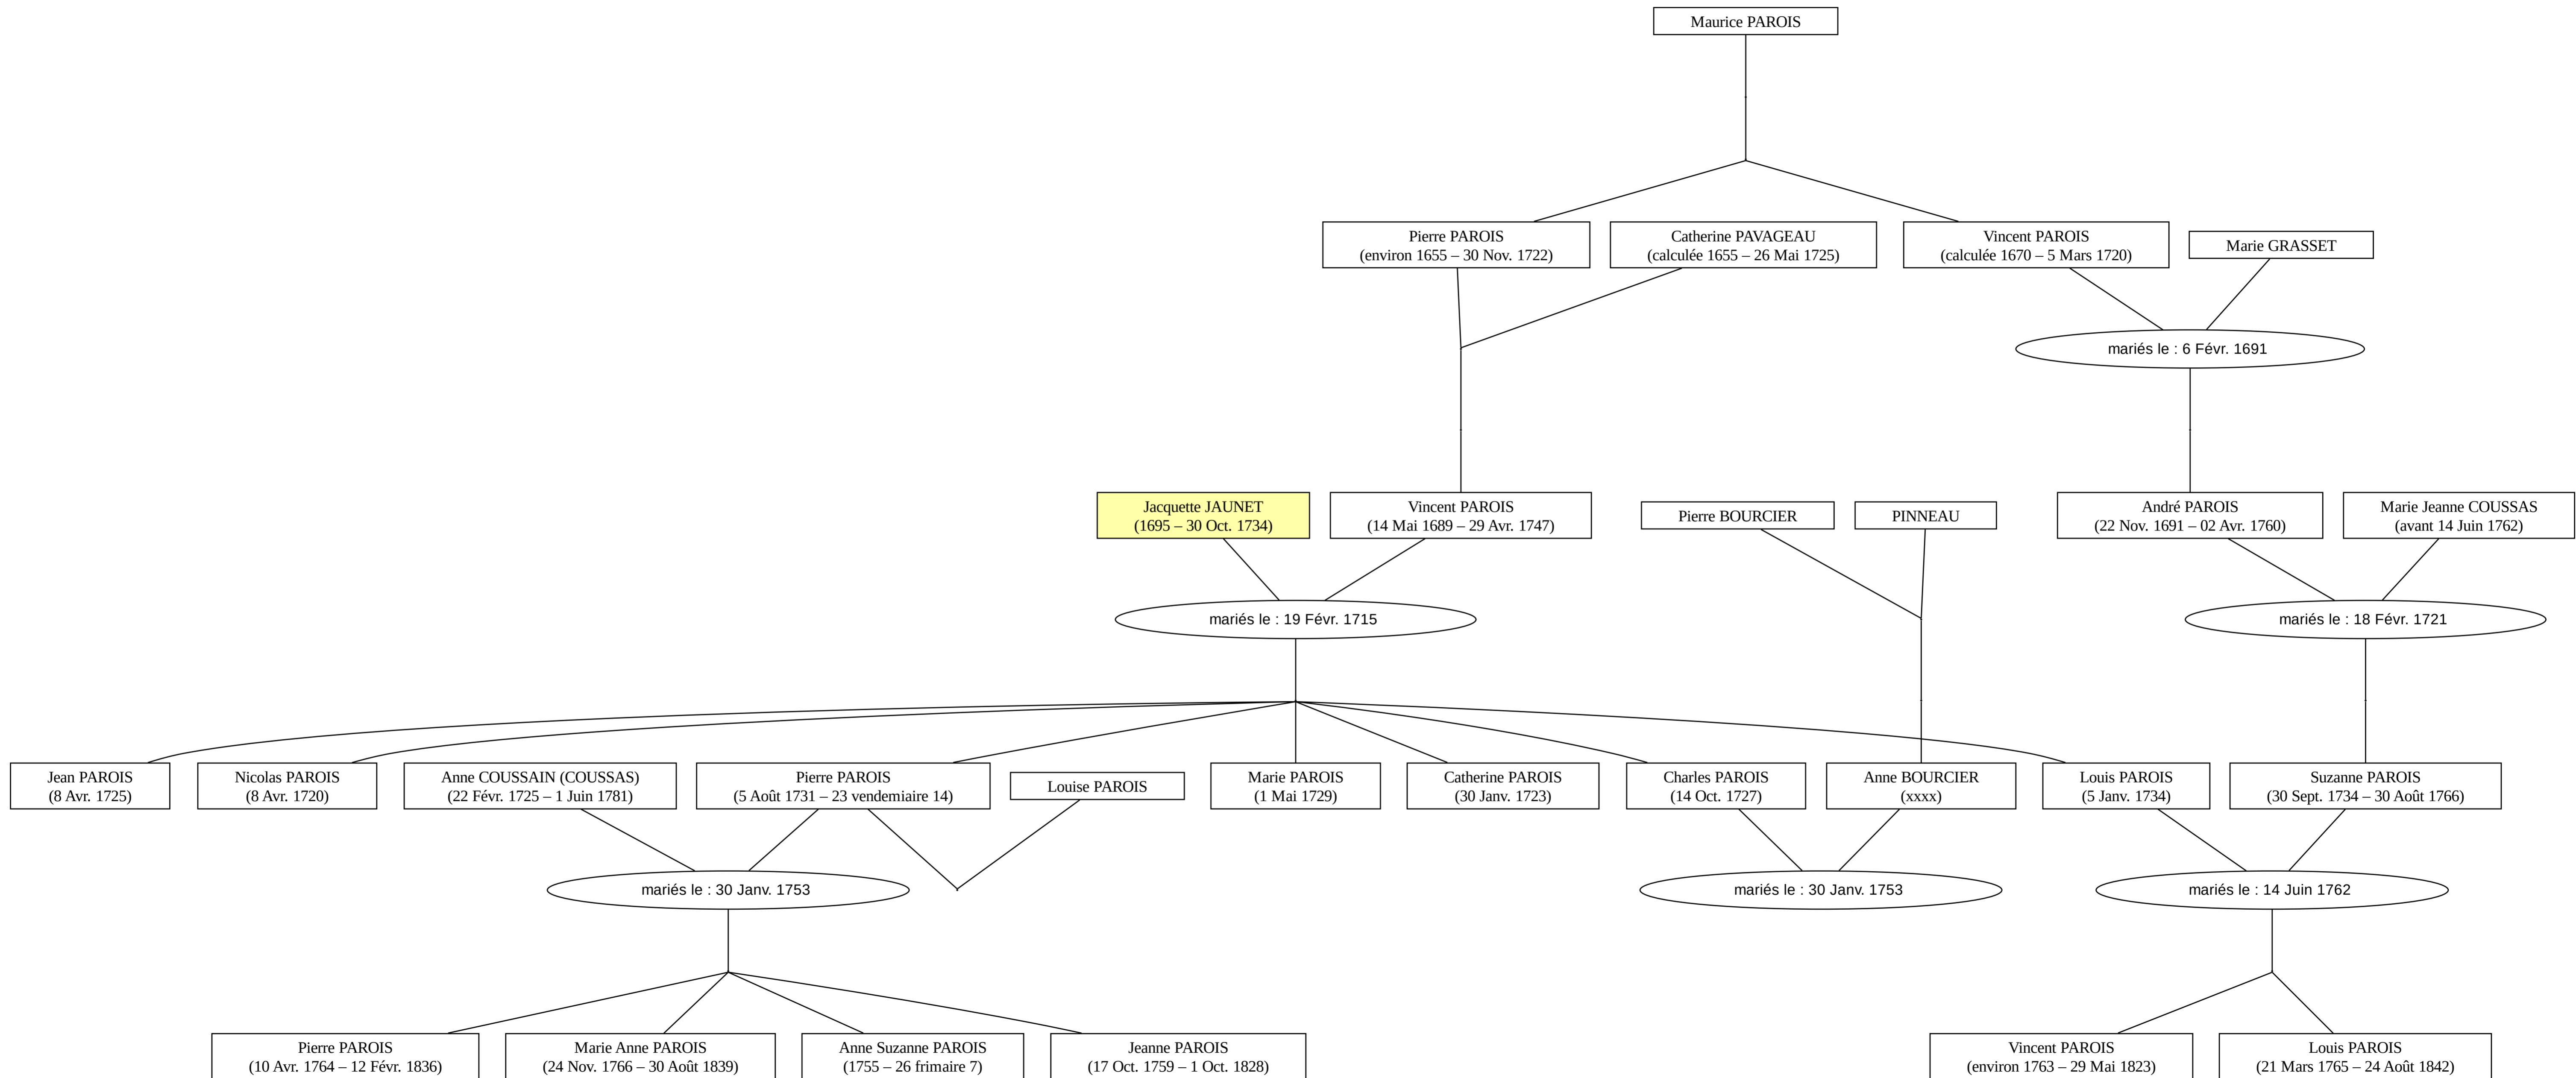 Maurice PAROIS
Pierre PAROIS
(environ 1655 – 30 Nov. 1722)
Catherine PAVAGEAU
(calculée 1655 – 26 Mai 1725)
Vincent PAROIS
(calculée 1670 – 5 Mars 1720)
Marie GRASSET
mariés le : 6 Févr. 1691
Jacquette JAUNET
(1695 – 30 Oct. 1734)
Vincent PAROIS
(14 Mai 1689 – 29 Avr. 1747)
Pierre BOURCIER
PINNEAU
André PAROIS
(22 Nov. 1691 – 02 Avr. 1760)
Marie Jeanne COUSSAS
(avant 14 Juin 1762)
mariés le : 19 Févr. 1715
mariés le : 18 Févr. 1721
Jean PAROIS
(8 Avr. 1725)
Nicolas PAROIS
(8 Avr. 1720)
Anne COUSSAIN (COUSSAS)
(22 Févr. 1725 – 1 Juin 1781)
Pierre PAROIS
(5 Août 1731 – 23 vendemiaire 14)
Louise PAROIS
Marie PAROIS
(1 Mai 1729)
Catherine PAROIS
(30 Janv. 1723)
Charles PAROIS
(14 Oct. 1727)
Anne BOURCIER
(xxxx)
Louis PAROIS
(5 Janv. 1734)
Suzanne PAROIS
(30 Sept. 1734 – 30 Août 1766)
mariés le : 30 Janv. 1753
mariés le : 30 Janv. 1753
mariés le : 14 Juin 1762
Pierre PAROIS
(10 Avr. 1764 – 12 Févr. 1836)
Marie Anne PAROIS
(24 Nov. 1766 – 30 Août 1839)
Anne Suzanne PAROIS
(1755 – 26 frimaire 7)
Jeanne PAROIS
(17 Oct. 1759 – 1 Oct. 1828)
Vincent PAROIS
(environ 1763 – 29 Mai 1823)
Louis PAROIS
(21 Mars 1765 – 24 Août 1842)